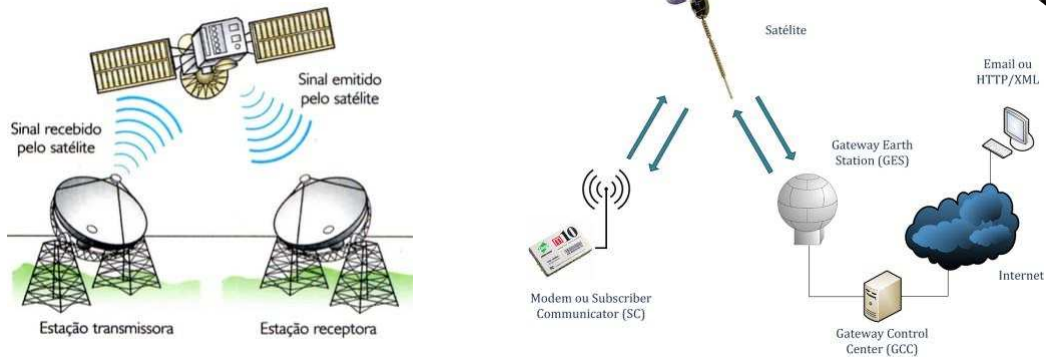 Sinal emitido
pelo satélite
Sinal recebido
pelo satélite
Estação transmissora
Estação receptora
Satélite
Email ou
HTTP/XML
Gateway Earth
Station (GES)
10
Modem ou Subscriber
Communicator (SC)
Internet
Gateway Control
Center (GCC)